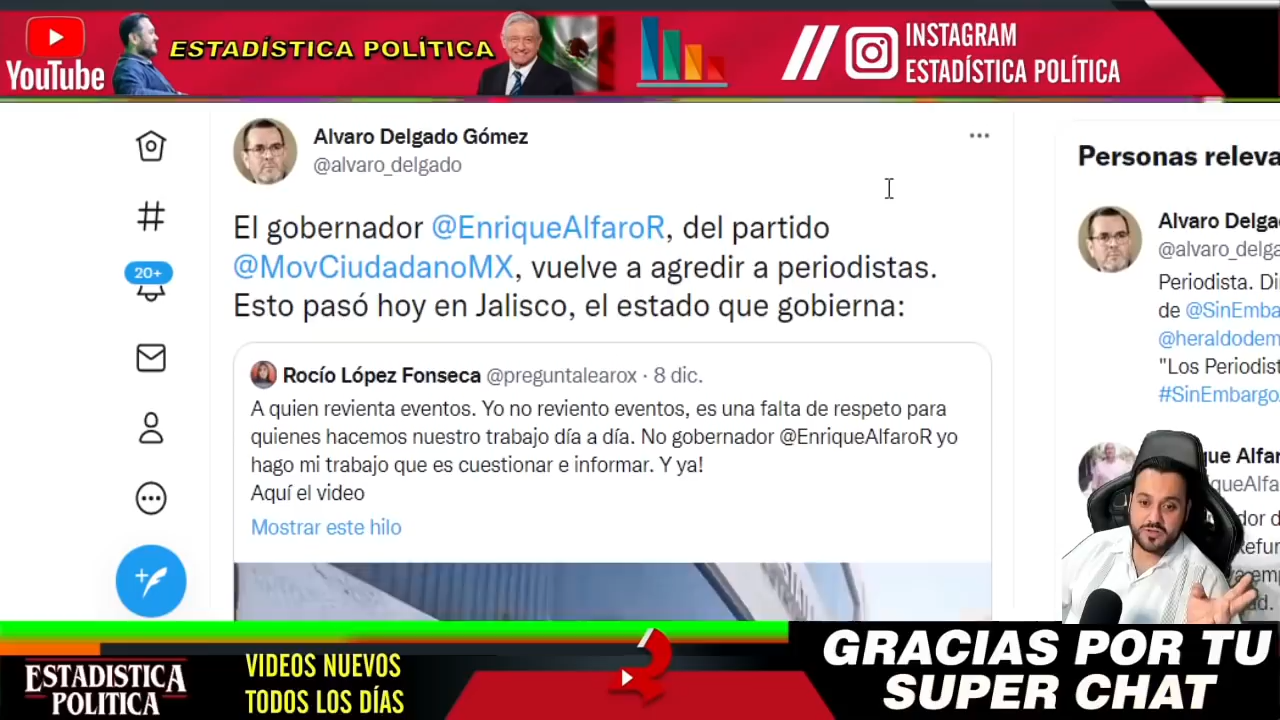 YouTube
ESTADÍSTICA POLÍTICA
INSTAGRAM
ESTADÍSTICA POLÍTICA
Alvaro Delgado Gómez
@alvaro_delgado
El gobernador @EnriqueAlfaroR, del partido
@MovCiudadanoMX, vuelve a agredir a periodistas.
Esto pasó hoy en Jalisco, el estado que gobierna:
20+
Rocío López Fonseca @preguntalearox · 8 dic.
A quien revienta eventos. Yo no reviento eventos, es una falta de respeto para
quienes hacemos nuestro trabajo día a día. No gobernador @EnriqueAlfaroR yo
hago mi trabajo que es cuestionar e informar. Y ya!
Aquí el video
Mostrar este hilo
Personas releva
Alvaro Delga
@alvaro_delga
Periodista. Di
de @SinEmba
@heraldodem
"Los Periodist
#SinEmbargo
que Alfar
iqueAlfa
dor d
Refun
emp
ad.
ESTADISTICA
POLITICA
VIDEOS NUEVOS
TODOS LOS DÍAS
GRACIAS POR TU
SUPER CHAT